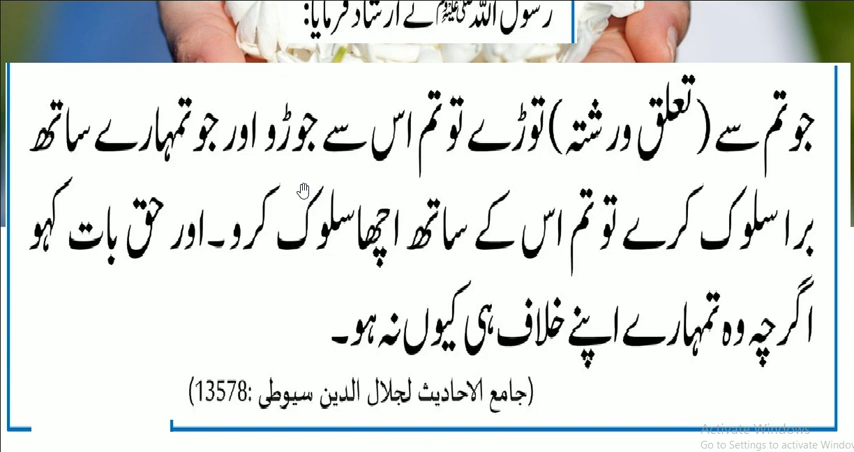 رسول اللہ ﷺ نے ارشاد فرمایا:
جو تم سے (تعلق و رشتہ) توڑے تو تم اس سے جوڑو اور جو تمہارے ساتھ
برا سلوک کرے تو تم اس کے ساتھ اچھا سلوک کرو۔ اور حق بات کہو
اگرچہ وہ تمہارے اپنے خلاف ہی کیوں نہ ہو۔
(جامع الاحادیث لجلال الدین سیوطی :13578)
Activate Windows
Go to Settings to activate Window